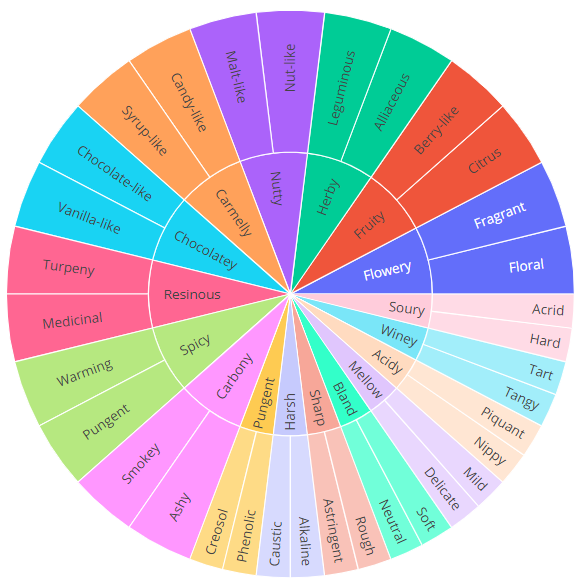 Flowery
Floral
Fragrant
Fruity
Citrus
Berry-like
Herby
Alliaceous
Leguminous
Nutty
Nut-like
Malt-like
Carmelly
Candy-like
Syrup-like
Chocolatey
Chocolate-like
Vanilla-like
Resinous
Turpeny
Medicinal
Spicy
Warming
Pungent
Carbony
Smokey
Ashy
Pungent
Creosol
Phenolic
Harsh
Caustic
Alkaline
Sharp
Astringent
Rough
Bland
Neutral
Soft
Mellow
Delicate
Mild
Acidy
Nippy
Piquant
Winey
Tangy
Tart
Soury
Hard
Acrid